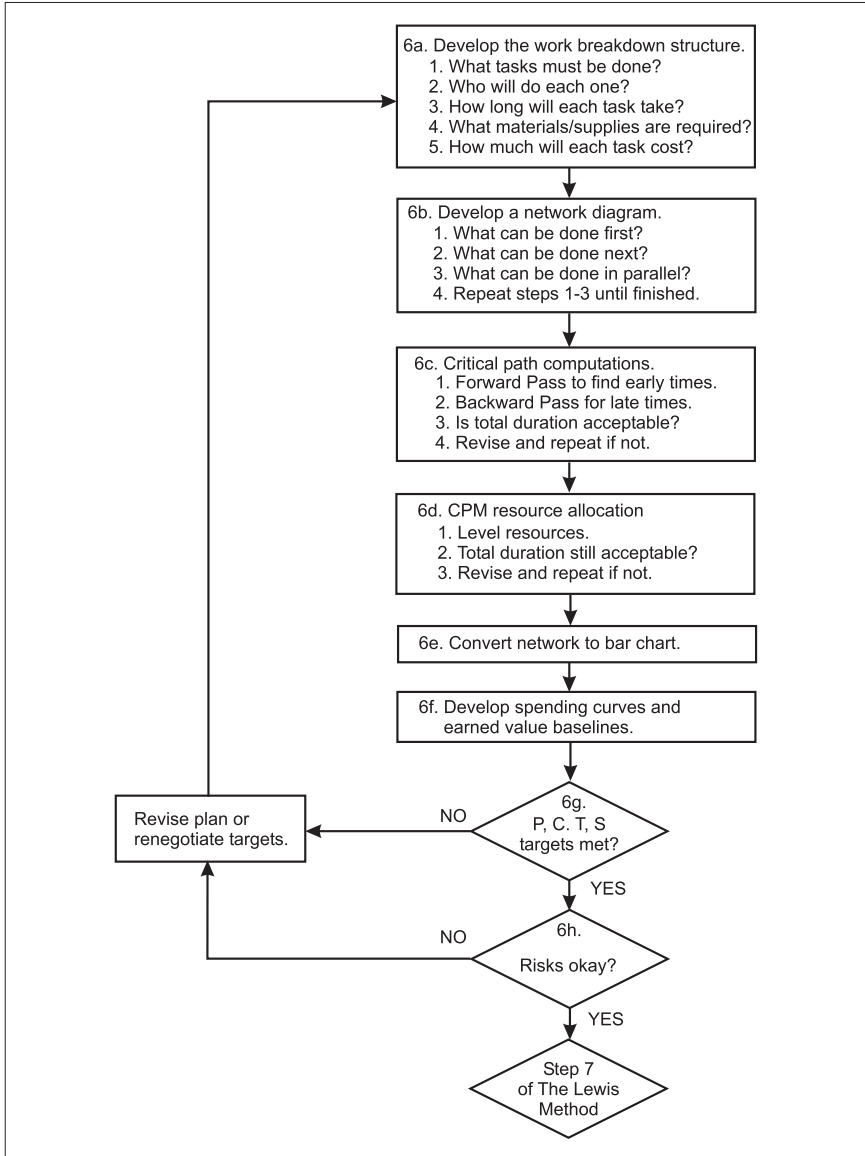 6a. Develop the work breakdown structure.
1. What tasks must be done?
2. Who will do each one?
3. How long will each task take?
4. What materials/supplies are required?
5. How much will each task cost?
6b. Develop a network diagram.
1. What can be done first?
2. What can be done next?
3. What can be done in parallel?
4. Repeat steps 1-3 until finished.
6c. Critical path computations.
1. Forward Pass to find early times.
2. Backward Pass for late times.
3. Is total duration acceptable?
4. Revise and repeat if not.
6d. CPM resource allocation
1. Level resources.
2. Total duration still acceptable?
3. Revise and repeat if not.
6e. Convert network to bar chart.
6f. Develop spending curves and
earned value baselines.
6g.
P, C. T, S
targets met?
NO
Revise plan or
renegotiate targets.
YES
6h.
Risks okay?
NO
YES
Step 7
of The Lewis
Method